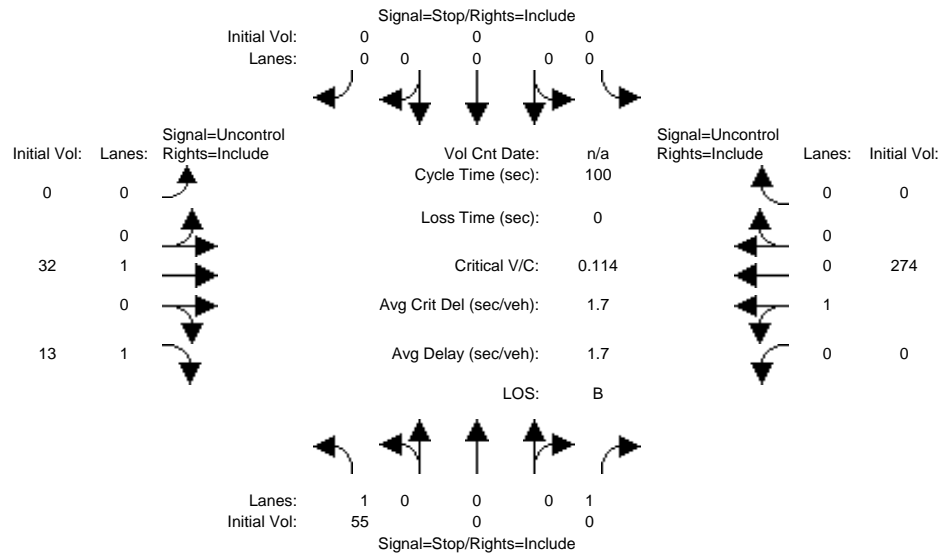 Signal=Stop/Rights=Include
Initial Vol: 0 0 0
Lanes: 0 0 0 0 0
Signal=Uncontrol
Initial Vol: Lanes: Rights=Include
0 0
0
32 1
0
13 1
Vol Cnt Date: n/a
Cycle Time (sec): 100
Loss Time (sec): 0
Critical V/C: 0.114
Avg Crit Del (sec/veh): 1.7
Avg Delay (sec/veh): 1.7
LOS: B
Signal=Uncontrol
Rights=Include Lanes: Initial Vol:
0 0
0
0 274
1
0 0
Lanes: 1 0 0 0 1
Initial Vol: 55 0 0
Signal=Stop/Rights=Include